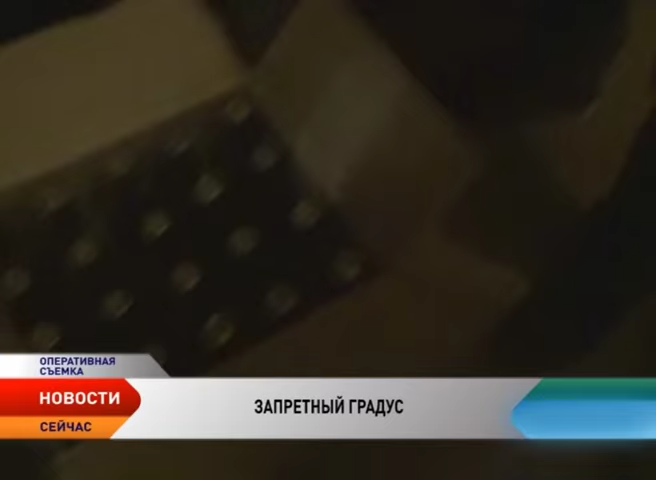 ОПЕРАТИВНАЯ
СЪЕМКА
НОВОСТИ
ЗАПРЕТНЫЙ ГРАДУС
СЕЙЧАС